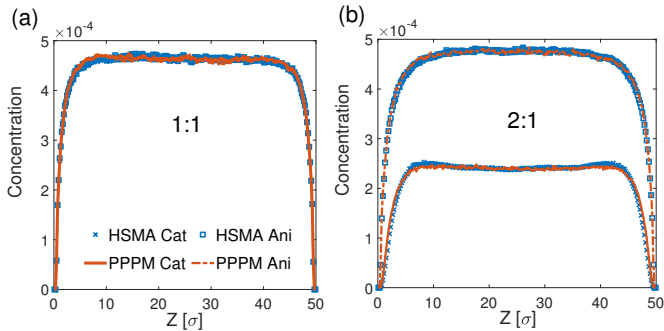 (a)
×10⁻⁴
5
4
3
2
1
0
Concentration
1:1
HSMA Cat
HSMA Ani
PPPM Cat
PPPM Ani
0 10 20 30 40 50
Z [σ]
(b)
×10⁻⁴
5
4
3
2
1
0
Concentration
2:1
0 10 20 30 40 50
Z [σ]